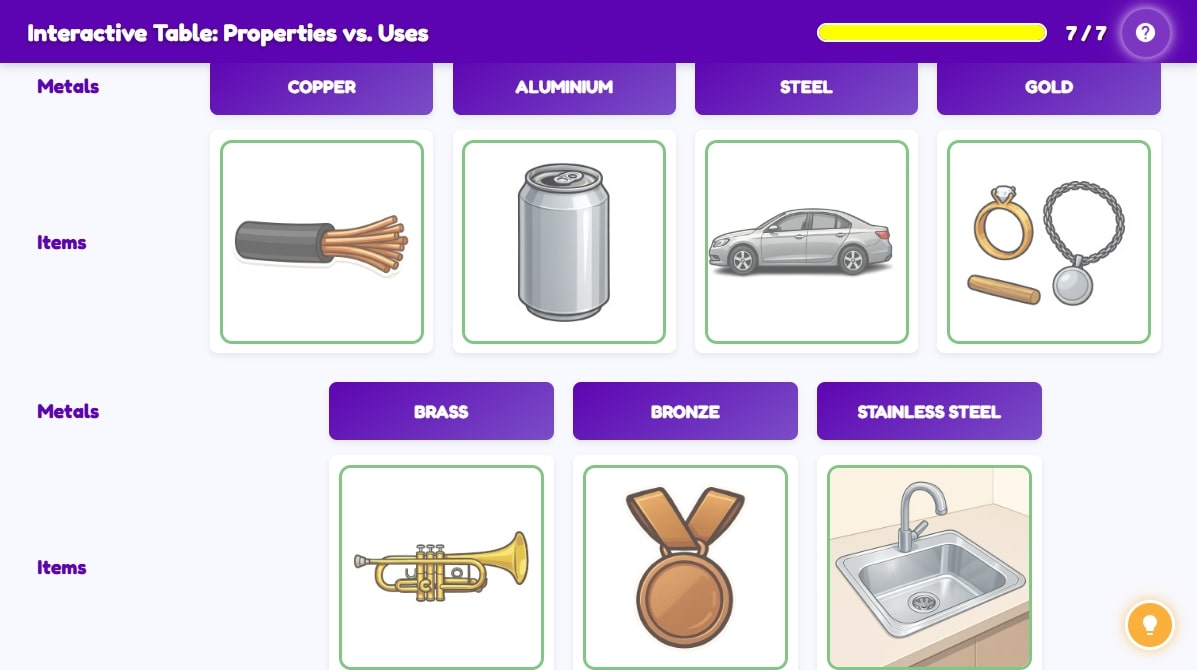 Interactive Table: Properties vs. Uses
7 / 7
?
Metals
COPPER
ALUMINIUM
STEEL
GOLD
Items
Metals
BRASS
BRONZE
STAINLESS STEEL
Items